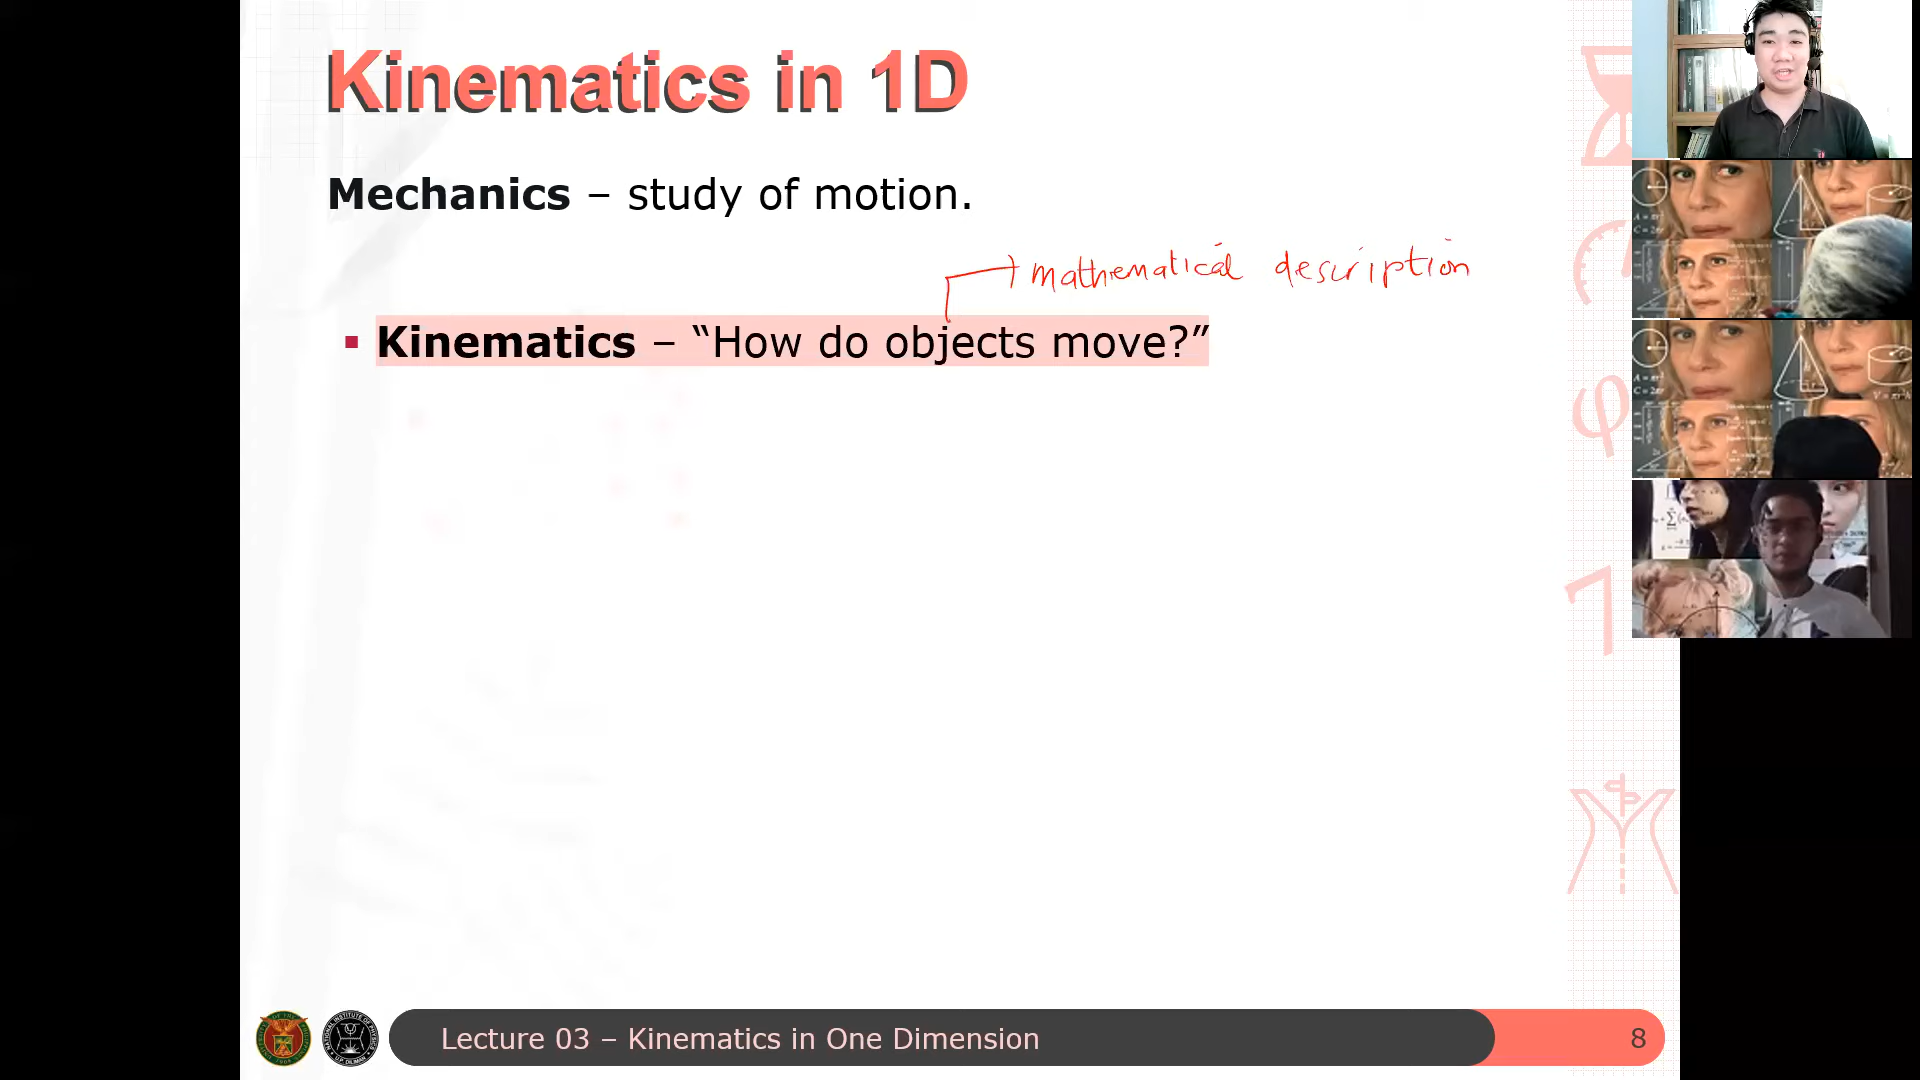 Kinematics in 1D
Mechanics – study of motion.
mathematical description
▪ Kinematics – “How do objects move?”
Lecture 03 – Kinematics in One Dimension
8